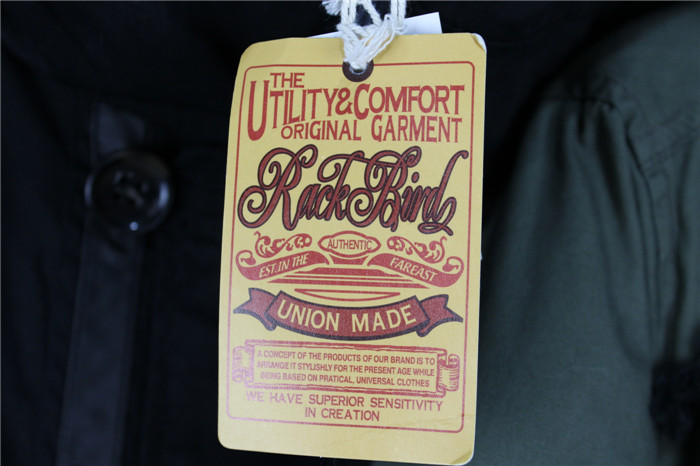 THE
UTILITY&COMFORT
ORIGINAL GARMENT
Rack Bird
AUTHENTIC
EST.IN THE FAREAST
UNION MADE
A CONCEPT OF THE PRODUCTS OF OUR BRAND IS TO
ARRANGE IT STYLISHLY FOR THE PRESENT AGE WHILE
BEING BASED ON PRATICAL, UNIVERSAL CLOTHES
WE HAVE SUPERIOR SENSITIVITY
IN CREATION